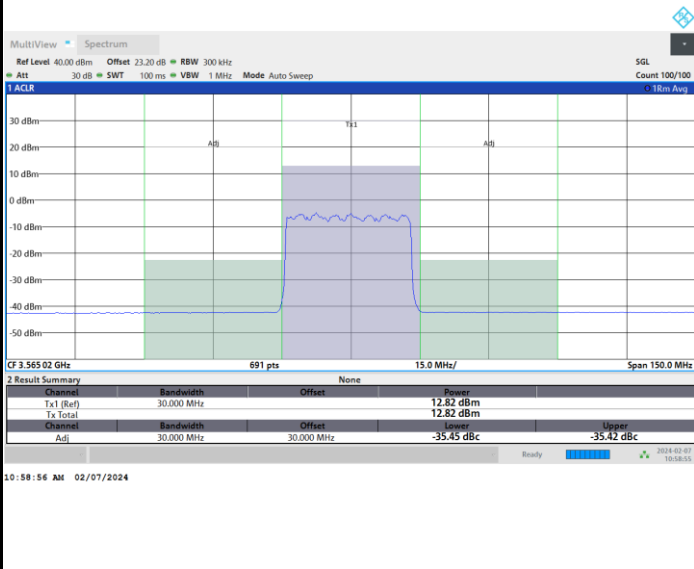 MultiView Spectrum
Ref Level 40.00 dBm Offset 23.20 dB RBW 300 kHz SGL
Att 30 dB SWT 100 ms VBW 1 MHz Mode Auto Sweep Count 100/100
1 ACLR 1Rm Avg
30 dBm
Tx1
20 dBm
Adj Adj
10 dBm
0 dBm
-10 dBm
-20 dBm
-30 dBm
-40 dBm
-50 dBm
CF 3.565 02 GHz 691 pts 15.0 MHz/ Span 150.0 MHz
2 Result Summary None
Channel Bandwidth Offset Power
Tx1 (Ref) 30.000 MHz 12.82 dBm
Tx Total 12.82 dBm
Channel Bandwidth Offset Lower Upper
Adj 30.000 MHz 30.000 MHz -35.45 dBc -35.42 dBc
Ready 2024-02-07
10:58:55
10:58:56 AM 02/07/2024